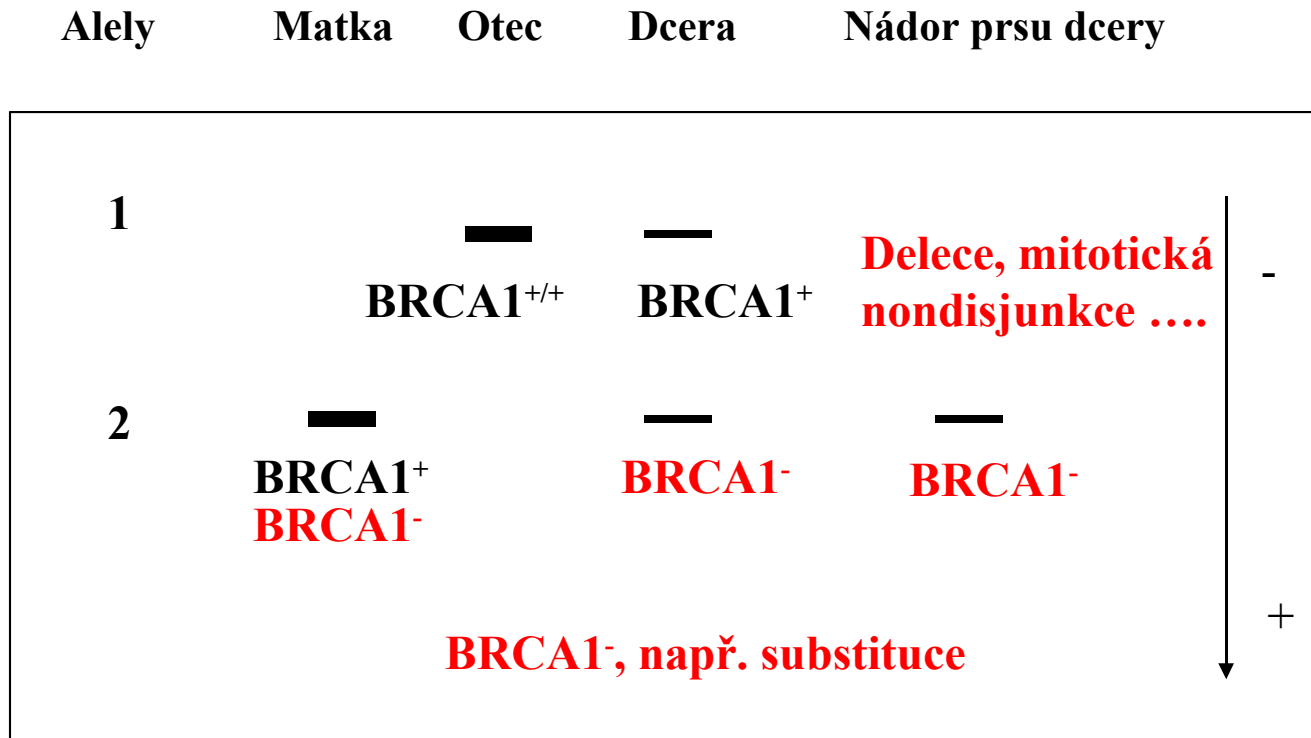 Alely Matka Otec Dcera Nádor prsu dcery
1
Delece, mitotická
nondisjunkce ....
-
BRCA1+/+ BRCA1+
2
BRCA1+
BRCA1-
BRCA1-
BRCA1-
+
BRCA1-, např. substituce